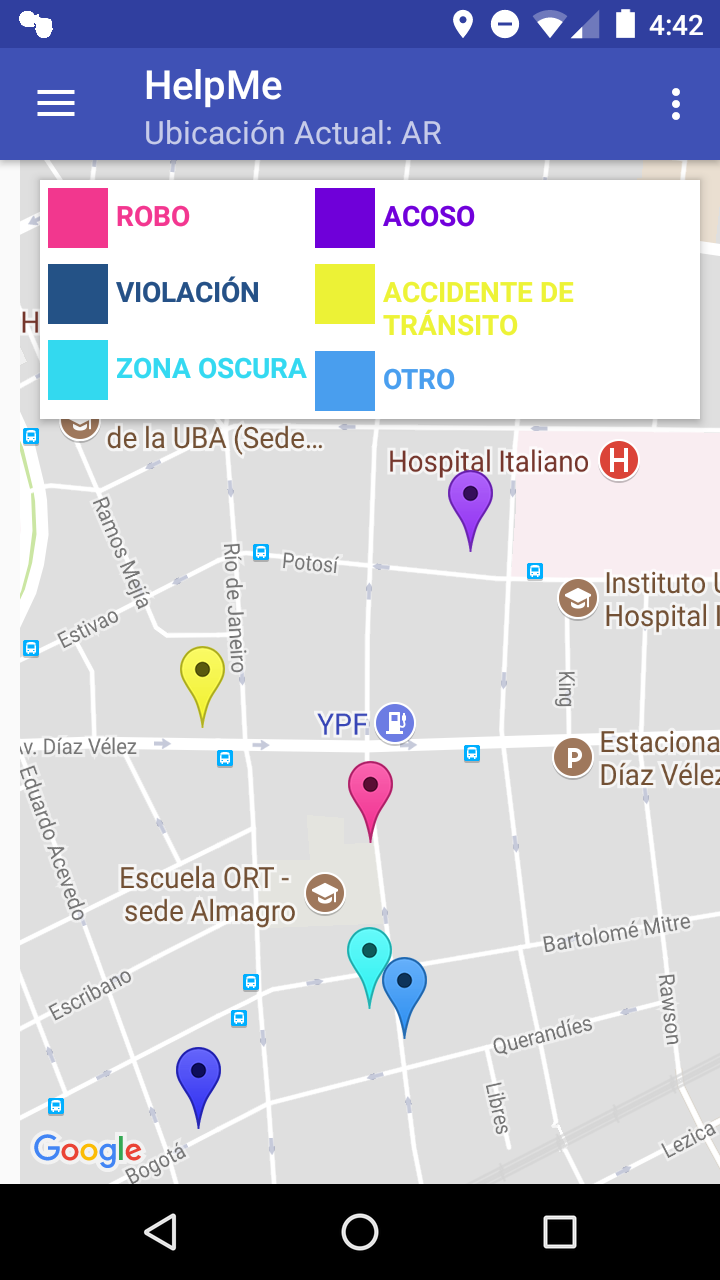 4:42
HelpMe
Ubicación Actual: AR
ROBO
ACOSO
VIOLACIÓN
ACCIDENTE DE
TRÁNSITO
ZONA OSCURA
OTRO
H
de la UBA (Sede...
Hospital Italiano
H
Ramos Mejía
Río de Janeiro
Potosí
Instituto U
Hospital I
Estivao
King
YPF
v. Díaz Vélez
Estaciona
Díaz Vélez
P
Eduardo Acevedo
Escuela ORT -
sede Almagro
Bartolomé Mitre
Escribano
Rawson
Querandíes
Libres
Lezica
Google
Bogotá